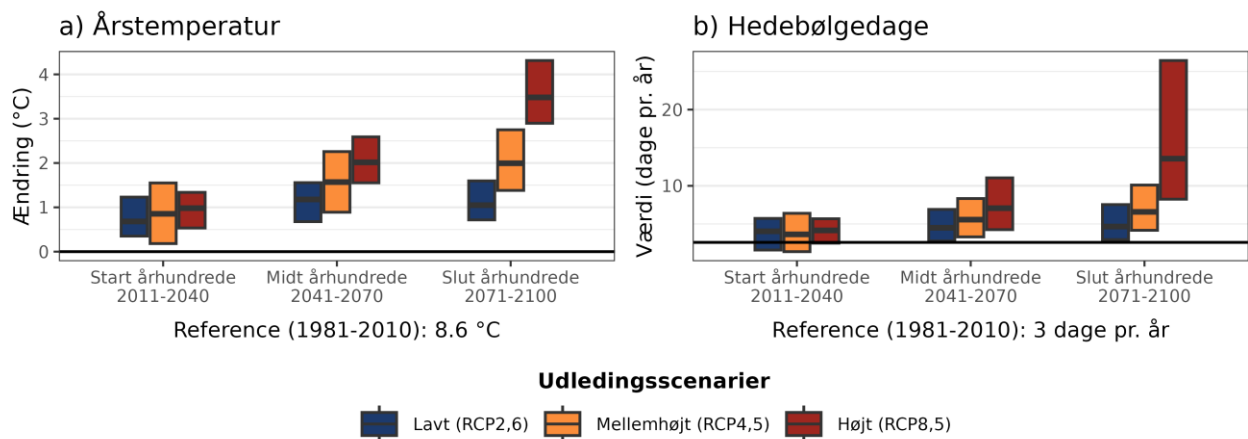 a) Årstemperatur
Ændring (°C)
4
3
2
1
0
Start århundrede
2011-2040
Midt århundrede
2041-2070
Slut århundrede
2071-2100
Reference (1981-2010): 8.6 °C
b) Hedebølgedage
Værdi (dage pr. år)
20
10
Start århundrede
2011-2040
Midt århundrede
2041-2070
Slut århundrede
2071-2100
Reference (1981-2010): 3 dage pr. år
Udledingsscenarier
Lavt (RCP2,6)
Mellemhøjt (RCP4,5)
Højt (RCP8,5)